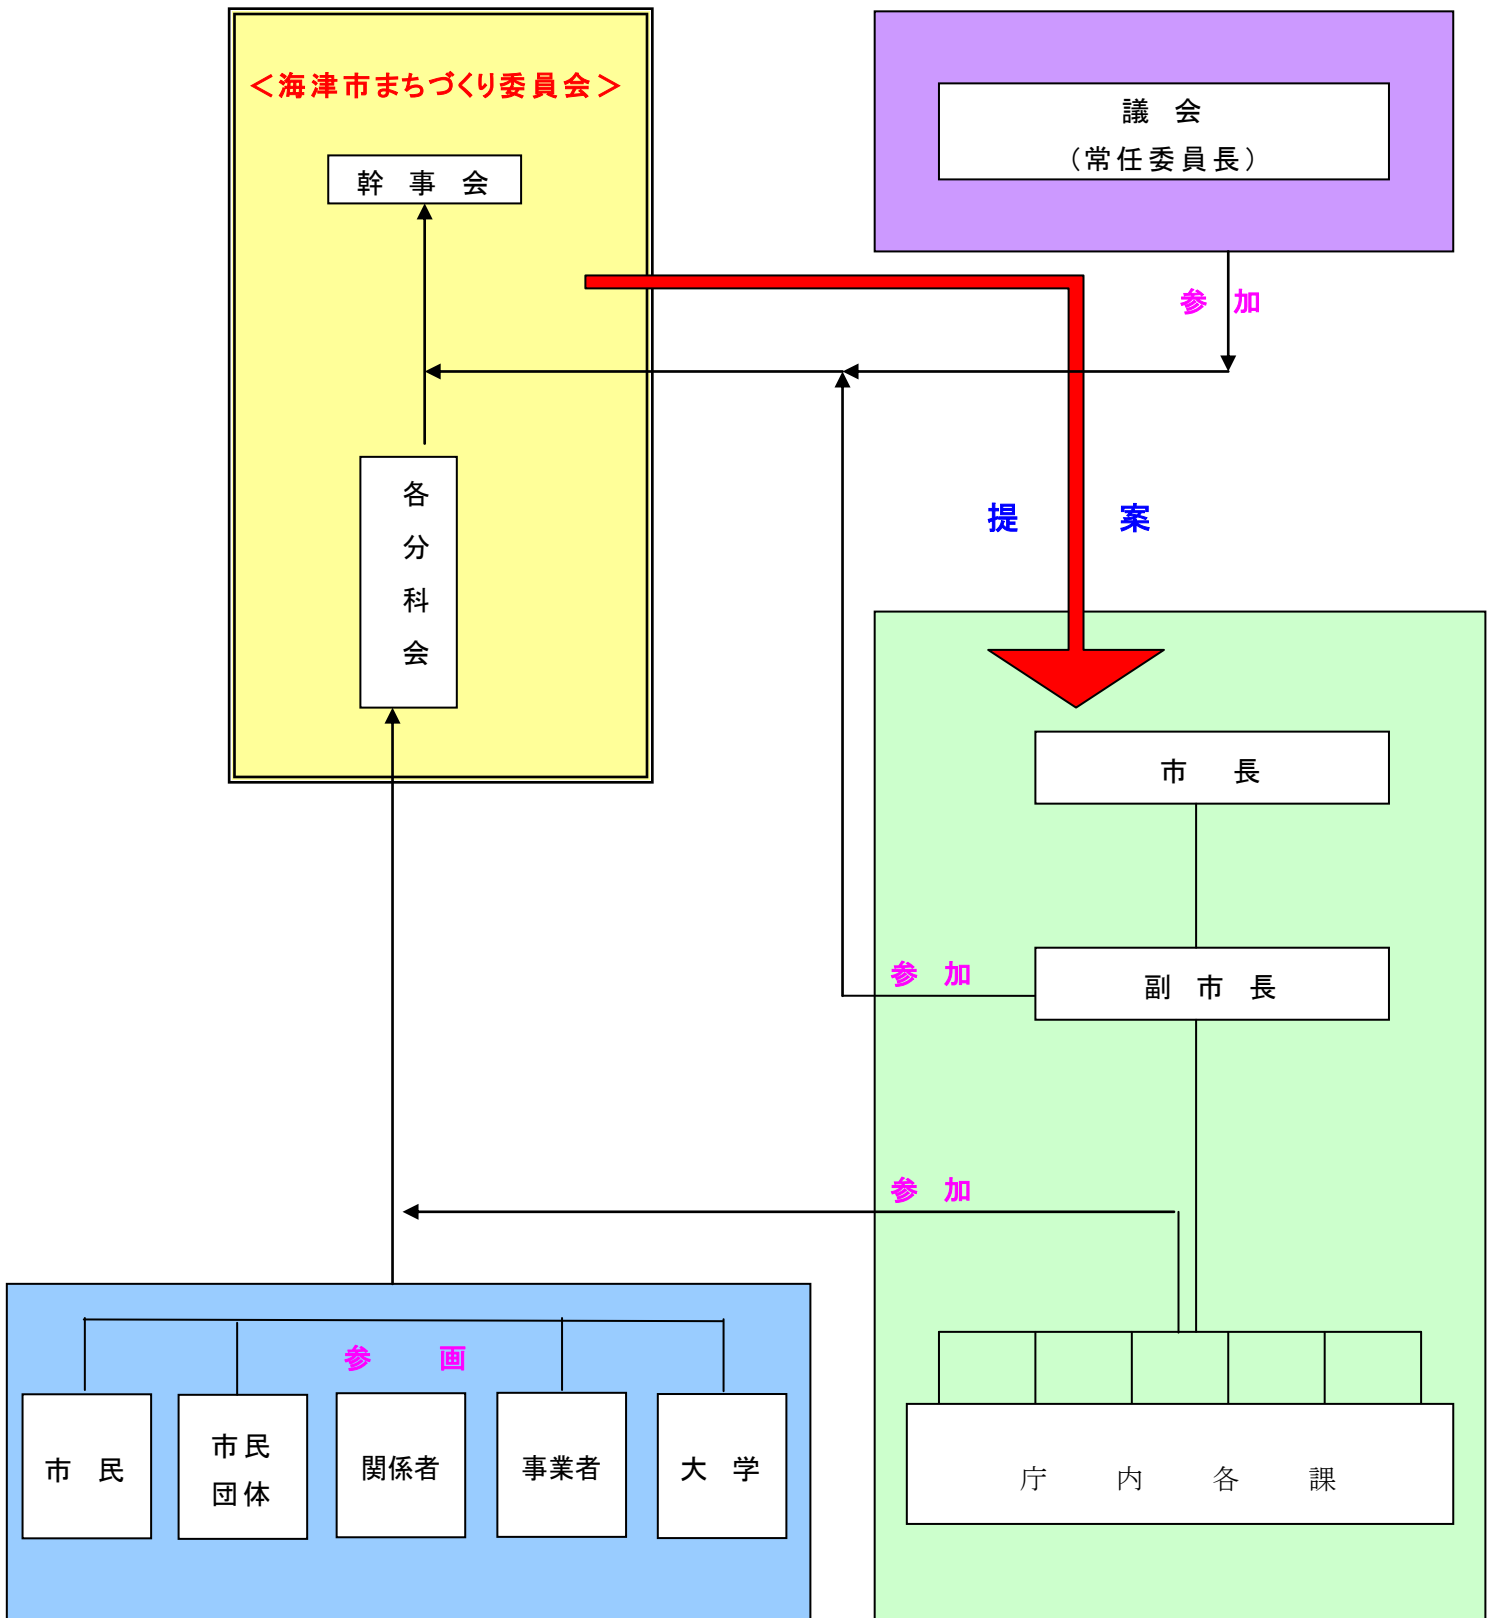 ＜海津市まちづくり委員会＞
幹事会
各分科会
議会
（常任委員長）
参加
提案
市長
副市長
参加
参加
庁内各課
参画
市民
市民
団体
関係者
事業者
大学